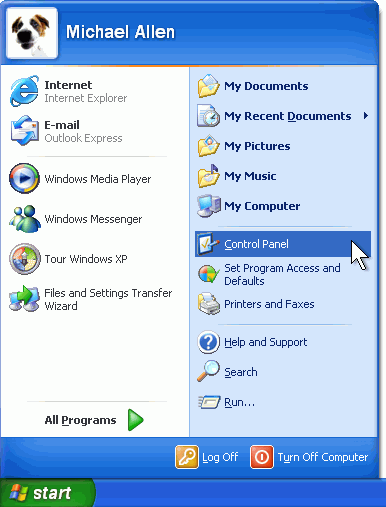 Michael Allen
Internet
Internet Explorer
E-mail
Outlook Express
Windows Media Player
Windows Messenger
Tour Windows XP
Files and Settings Transfer
Wizard
All Programs
My Documents
My Recent Documents
My Pictures
My Music
My Computer
Control Panel
Set Program Access and
Defaults
Printers and Faxes
Help and Support
Search
Run...
Log Off
Turn Off Computer
start